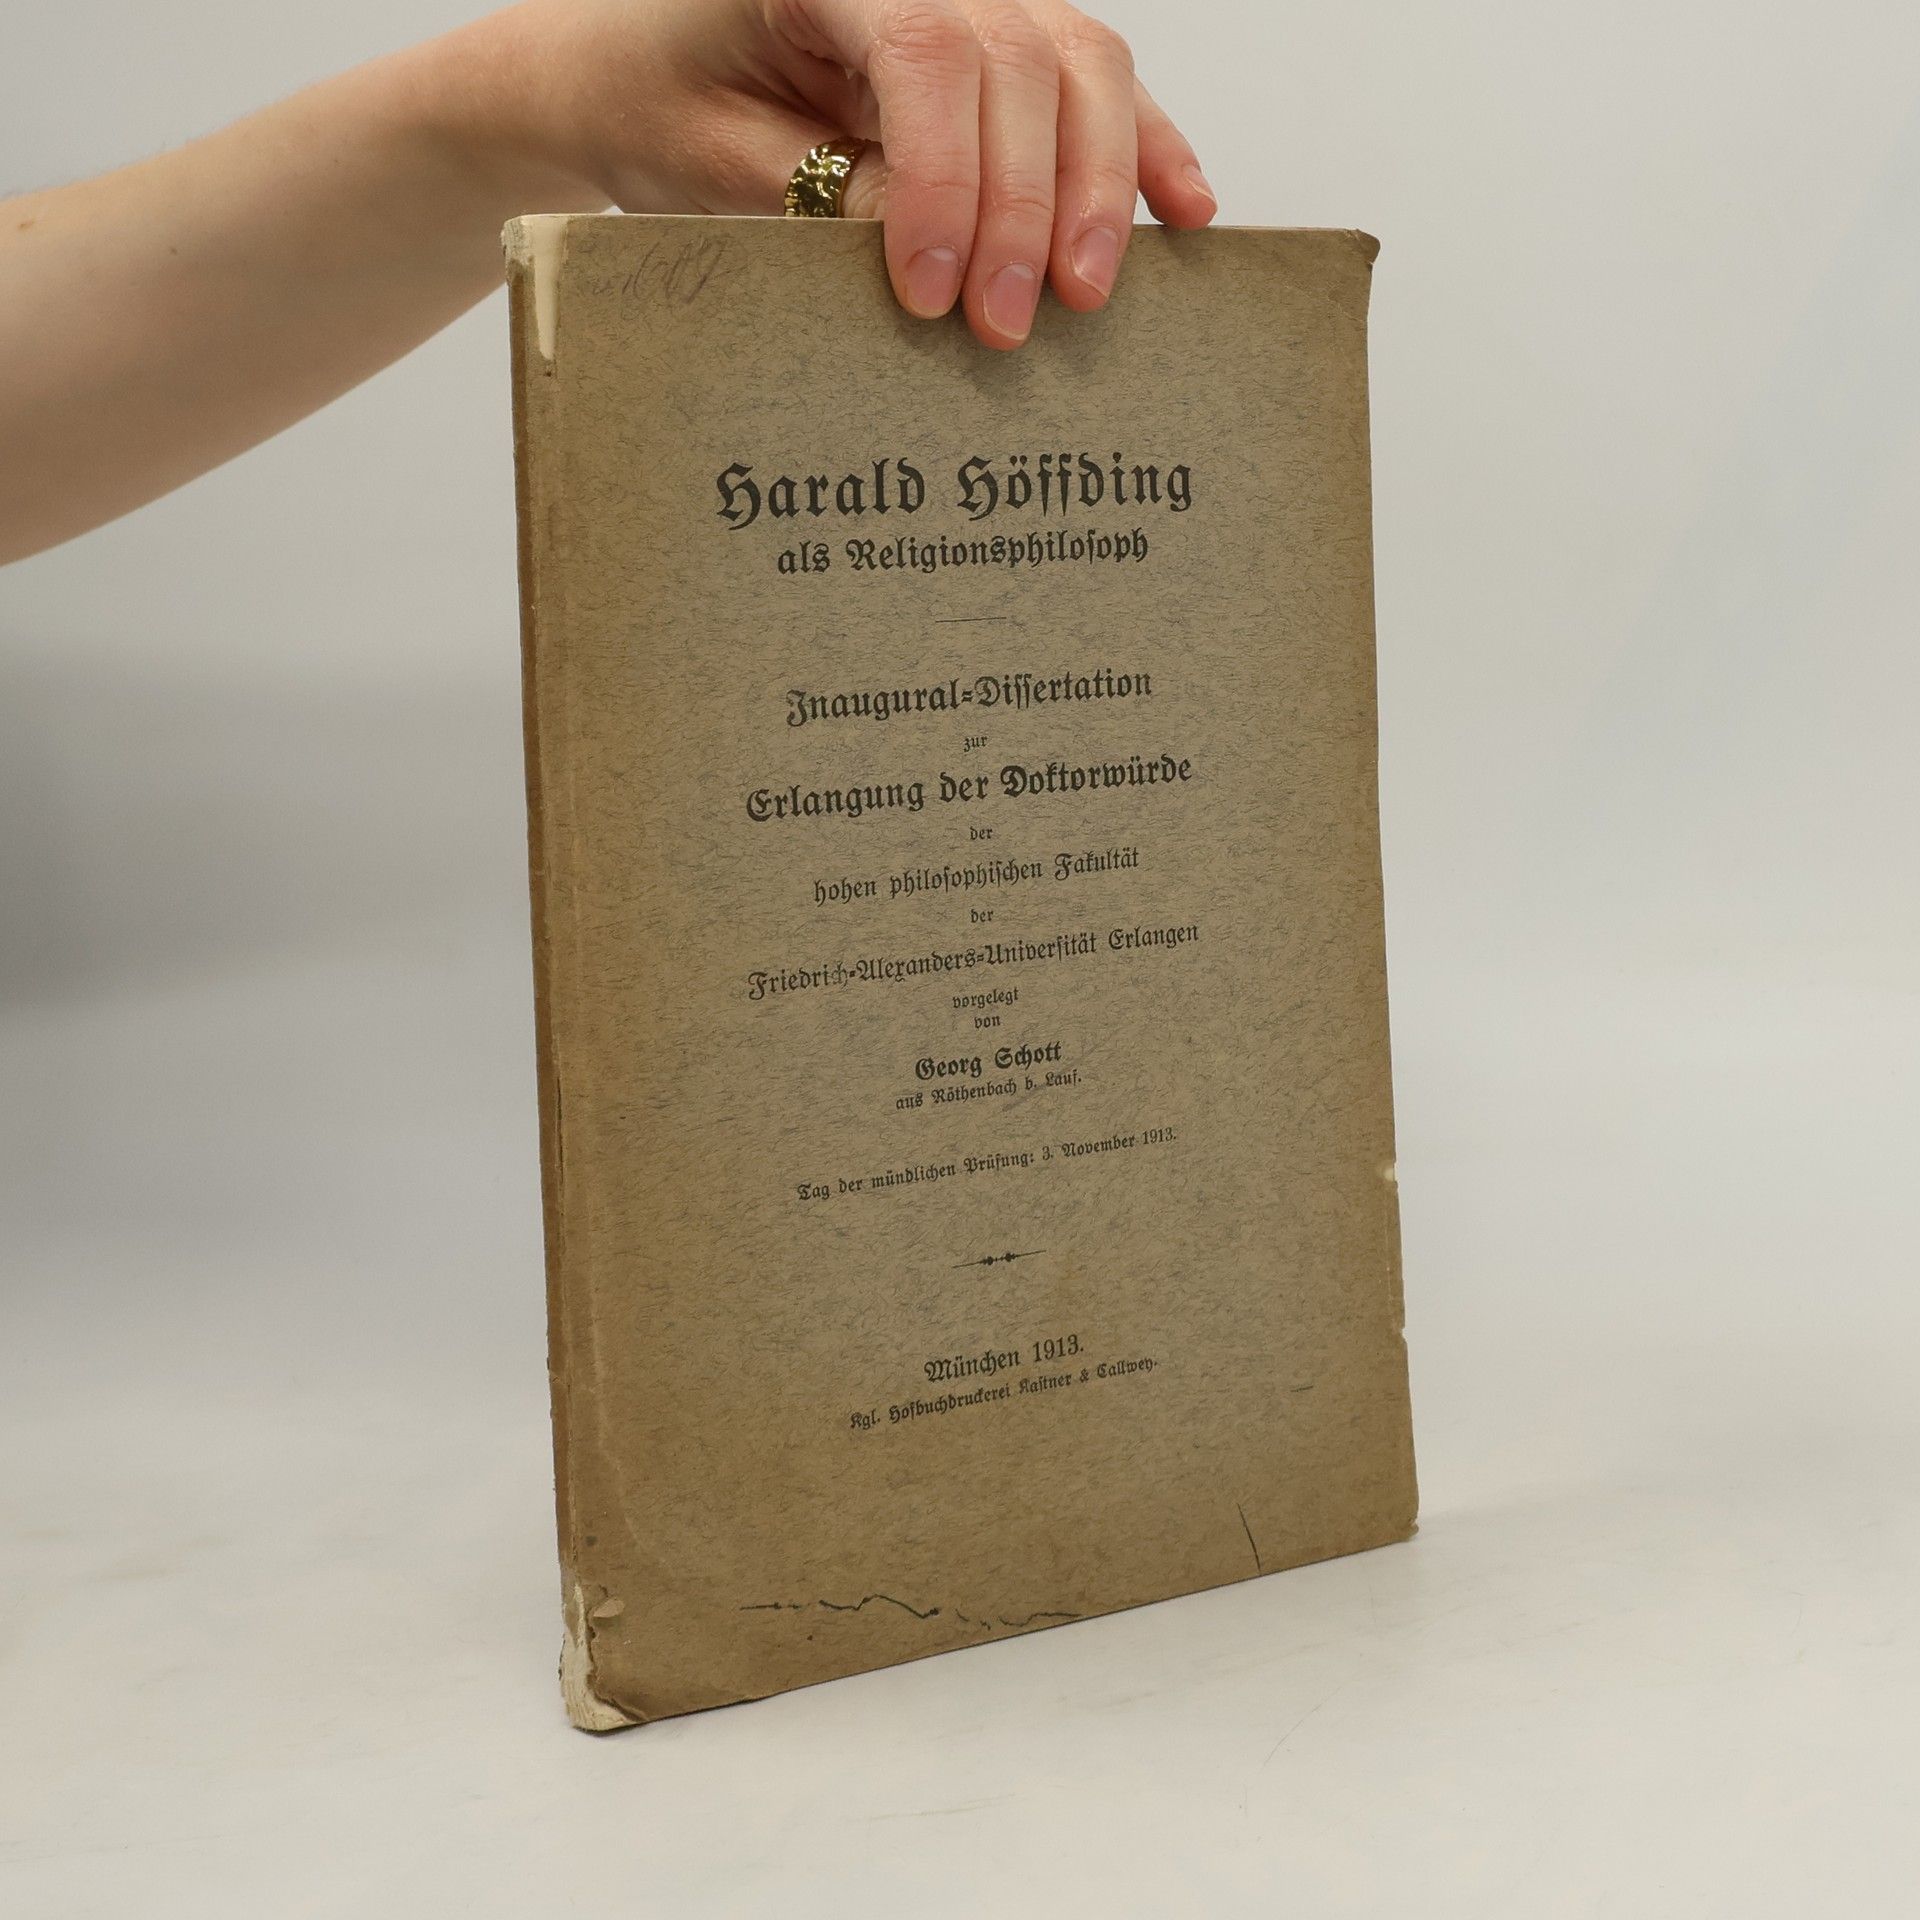 Harald Höffding
als Religionsphiloſoph
Inaugural-Diſſertation
zur
Erlangung der Doktorwürde
der
hohen philoſophiſchen Fakultät
der
Friedrich-Alexanders-Univerſität Erlangen
vorgelegt
von
Georg Schott
aus Röthenbach b. Lauf.
Tag der mündlichen Prüfung: 3. November 1913.
München 1913.
Kgl. Hofbuchdruckerei Kaſtner & Callwey.